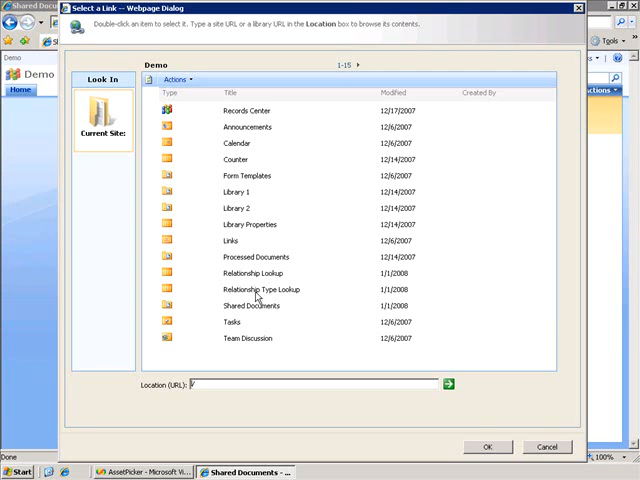 Shared Documents
Select a Link -- Webpage Dialog
Double-click an item to select it. Type a site URL or a library URL in the Location box to browse its contents.
Tools
Demo
Demo
Home
Actions
Look In
Current Site:
Demo
1-15
Actions
Type Title Modified Created By
Records Center 12/17/2007
Announcements 12/6/2007
Calendar 12/6/2007
Counter 12/14/2007
Form Templates 12/6/2007
Library 1 12/14/2007
Library 2 12/14/2007
Library Properties 12/14/2007
Links 12/6/2007
Processed Documents 12/14/2007
Relationship Lookup 1/1/2008
Relationship Type Lookup 1/1/2008
Shared Documents 1/1/2008
Tasks 12/6/2007
Team Discussion 12/6/2007
Location (URL): /
OK Cancel
Done
100%
Start
AssetPicker - Microsoft Vi...
Shared Documents - ...